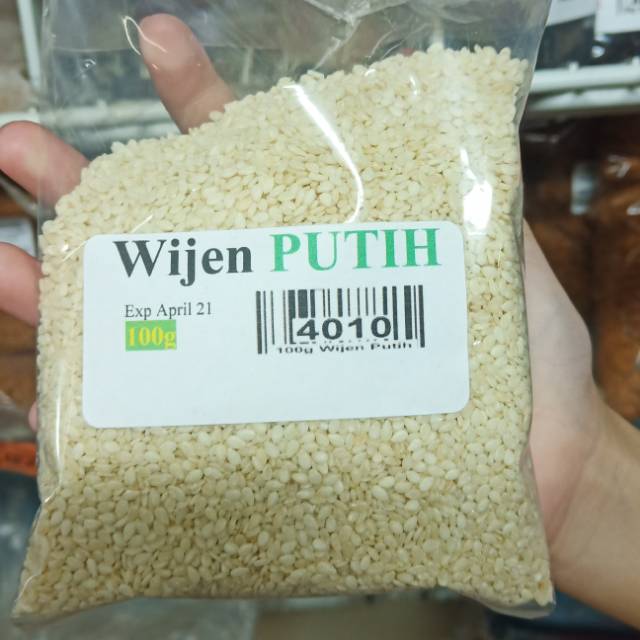 Wijen PUTIH
Exp April 21
100g
4010
100g Wijen Putih